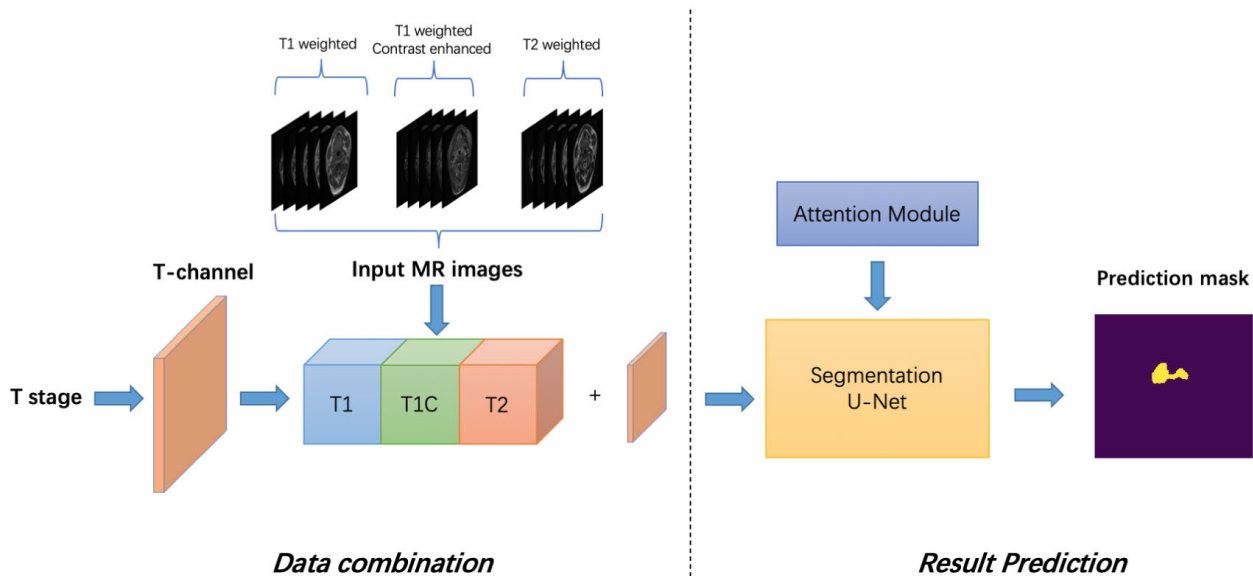 T1 weighted
T1 weighted
Contrast enhanced
T2 weighted
Input MR images
T-channel
T stage
T1
T1C
T2
+
Attention Module
Segmentation
U-Net
Prediction mask
Data combination
Result Prediction